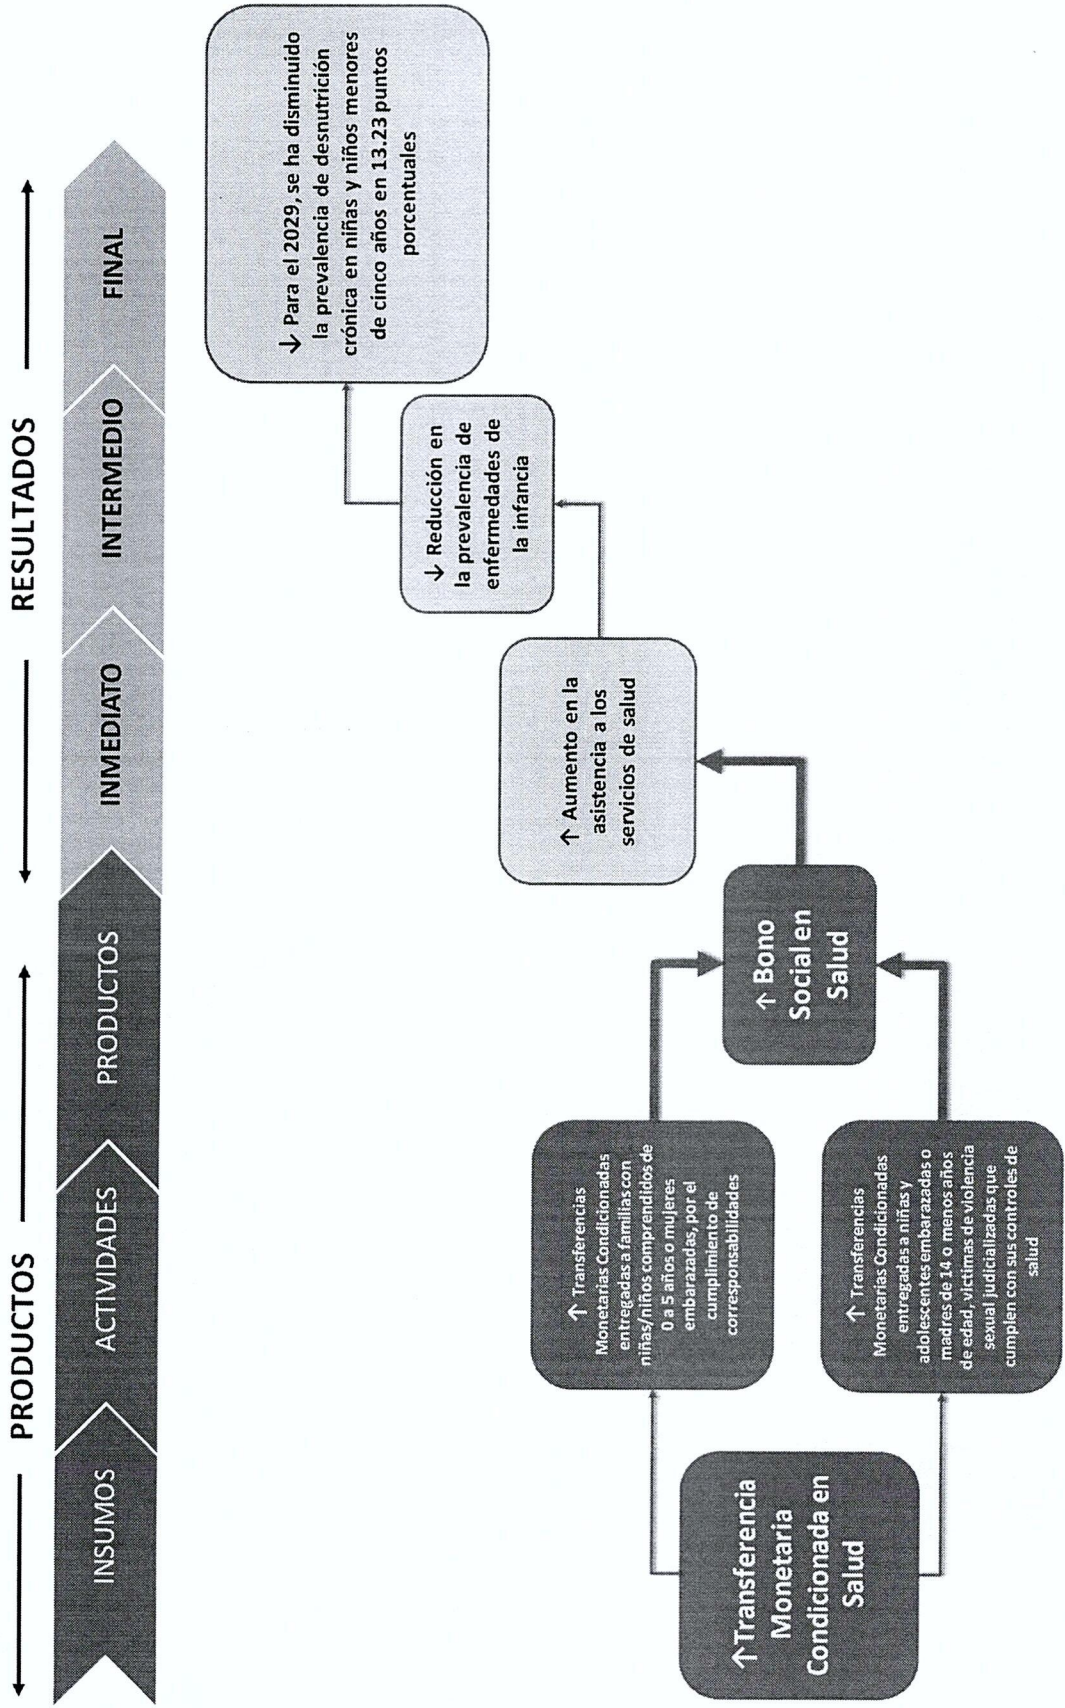 PRODUCTOS
RESULTADOS
INSUMOS
ACTIVIDADES
PRODUCTOS
INMEDIATO
INTERMEDIO
FINAL
↑Transferencia
Monetaria
Condicionada en
Salud
↑ Transferencias
Monetarias Condicionadas
entregadas a familias con
niñas/niños comprendidos de
0 a 5 años o mujeres
embarazadas, por el
cumplimiento de
corresponsabilidades
↑ Transferencias
Monetarias Condicionadas
entregadas a niñas y
adolescentes embarazadas o
madres de 14 o menos años
de edad, víctimas de violencia
sexual judicializadas que
cumplen con sus controles de
salud
↑ Bono
Social en
Salud
↑ Aumento en la
asistencia a los
servicios de salud
↓ Reducción en
la prevalencia de
enfermedades de
la infancia
↓ Para el 2029, se ha disminuido
la prevalencia de desnutrición
crónica en niñas y niños menores
de cinco años en 13.23 puntos
porcentuales